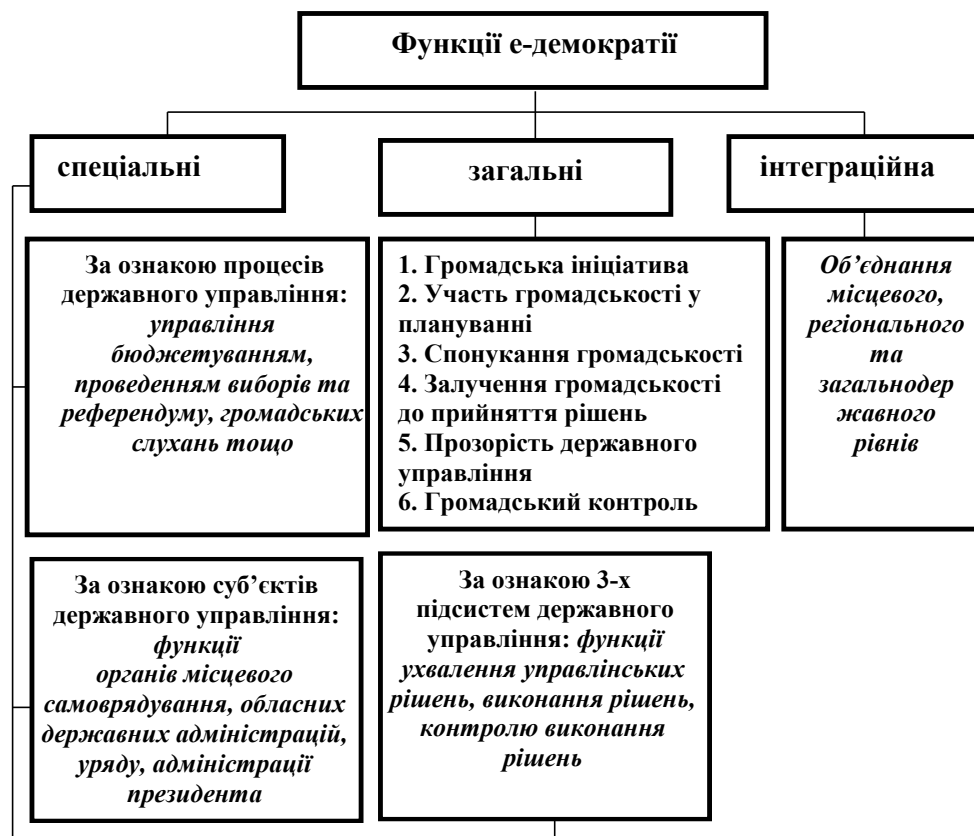 Функції е-демократії
спеціальні
загальні
інтеграційна
За ознакою процесів
державного управління:
управління
бюджетуванням,
проведенням виборів та
референдуму, громадських
слухань тощо
1. Громадська ініціатива
2. Участь громадськості у
плануванні
3. Спонукання громадськості
4. Залучення громадськості
до прийняття рішень
5. Прозорість державного
управління
6. Громадський контроль
Об’єднання
місцевого,
регіонального
та
загальнодер
жавного
рівнів
За ознакою суб’єктів
державного управління:
функції
органів місцевого
самоврядування, обласних
державних адміністрацій,
уряду, адміністрації
президента
За ознакою 3-х
підсистем державного
управління: функції
ухвалення управлінських
рішень, виконання рішень,
контролю виконання
рішень